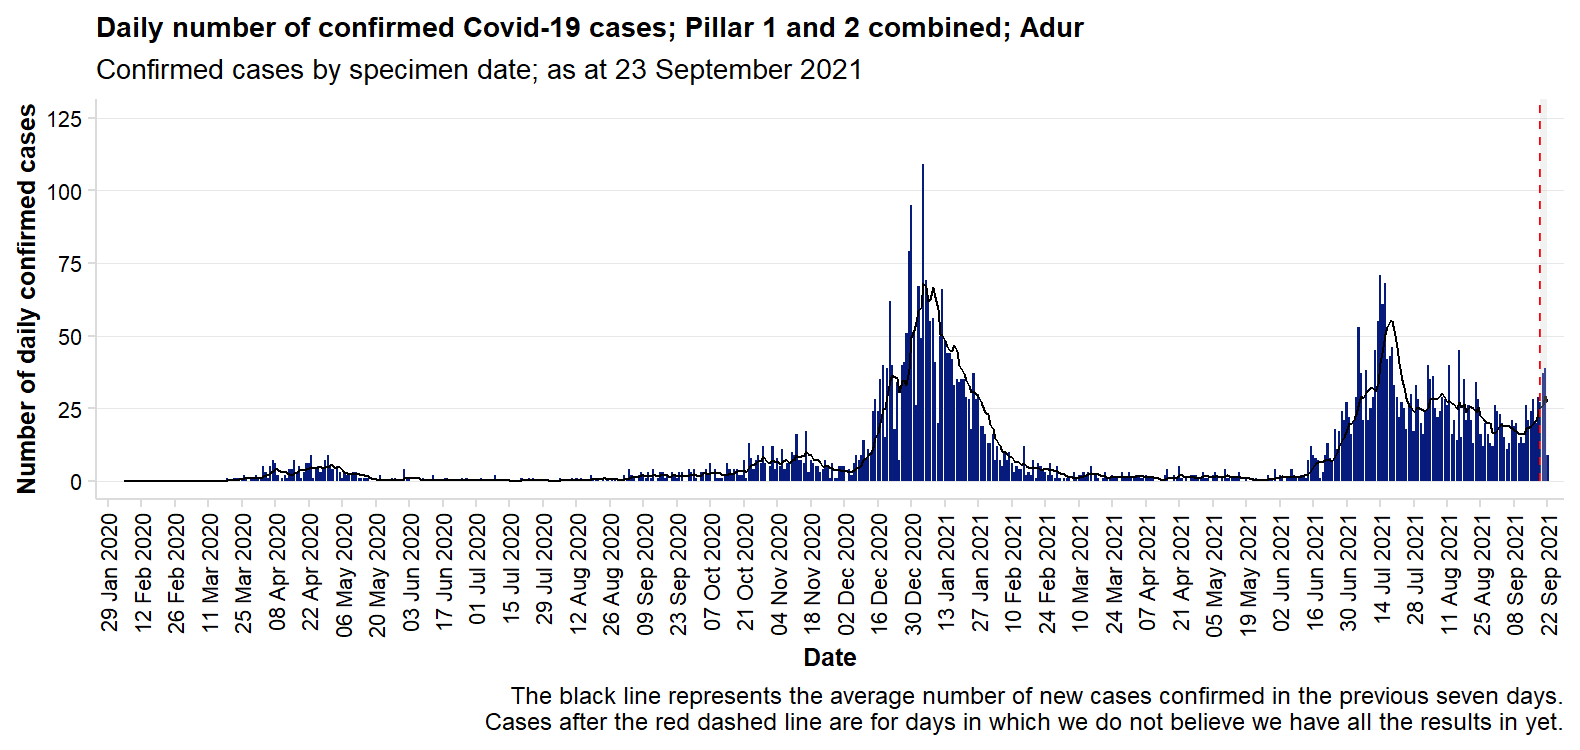 Daily number of confirmed Covid-19 cases; Pillar 1 and 2 combined; Adur
Confirmed cases by specimen date; as at 23 September 2021
Number of daily confirmed cases
125
100
75
50
25
0
29 Jan 2020
12 Feb 2020
26 Feb 2020
11 Mar 2020
25 Mar 2020
08 Apr 2020
22 Apr 2020
06 May 2020
20 May 2020
03 Jun 2020
17 Jun 2020
01 Jul 2020
15 Jul 2020
29 Jul 2020
12 Aug 2020
26 Aug 2020
09 Sep 2020
23 Sep 2020
07 Oct 2020
21 Oct 2020
04 Nov 2020
18 Nov 2020
02 Dec 2020
16 Dec 2020
30 Dec 2020
13 Jan 2021
27 Jan 2021
10 Feb 2021
24 Feb 2021
10 Mar 2021
24 Mar 2021
07 Apr 2021
21 Apr 2021
05 May 2021
19 May 2021
02 Jun 2021
16 Jun 2021
30 Jun 2021
14 Jul 2021
28 Jul 2021
11 Aug 2021
25 Aug 2021
08 Sep 2021
22 Sep 2021
Date
The black line represents the average number of new cases confirmed in the previous seven days.
Cases after the red dashed line are for days in which we do not believe we have all the results in yet.